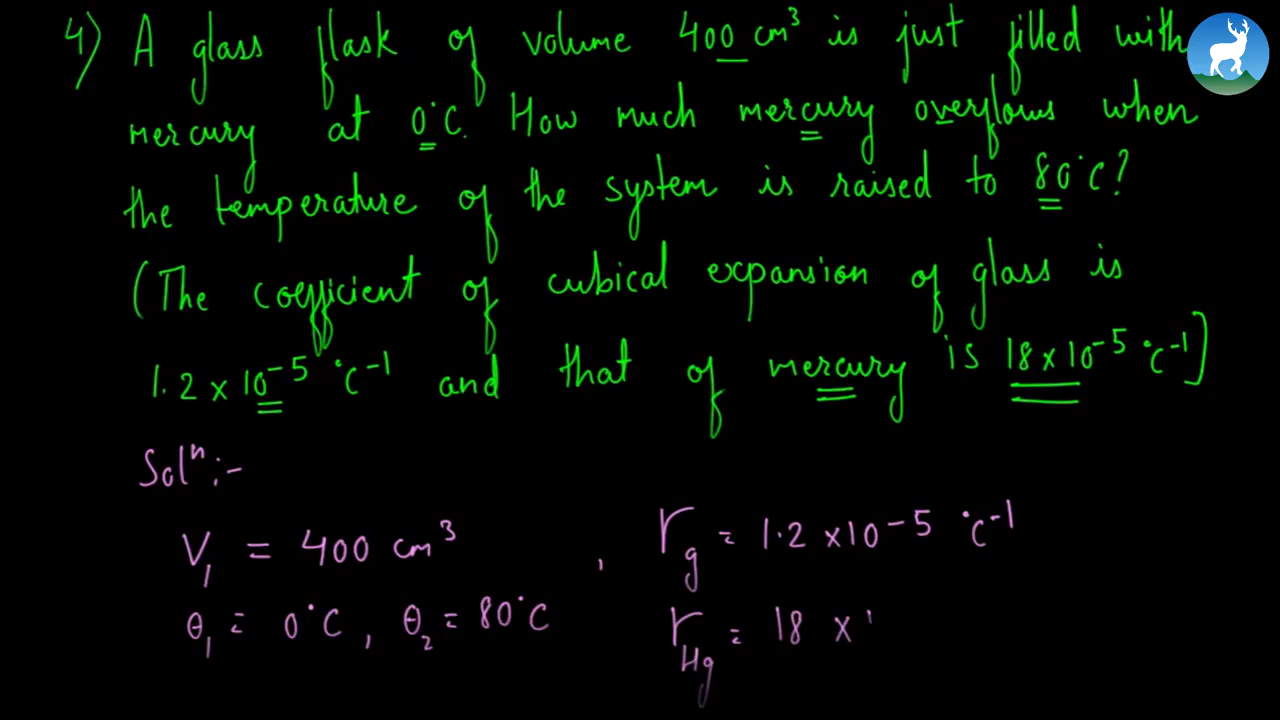 4) A glass flask of volume 400 cm³ is just filled with
mercury at 0°C. How much mercury overflows when
the temperature of the system is raised to 80°C?
(The coefficient of cubical expansion of glass is
1.2 x 10⁻⁵ °C⁻¹ and that of mercury is 18 x 10⁻⁵ °C⁻¹]
Solⁿ:-
V₁ = 400 cm³ , r_g = 1.2 x 10⁻⁵ °C⁻¹
θ₁ = 0°C, θ₂ = 80°C r_Hg = 18 x